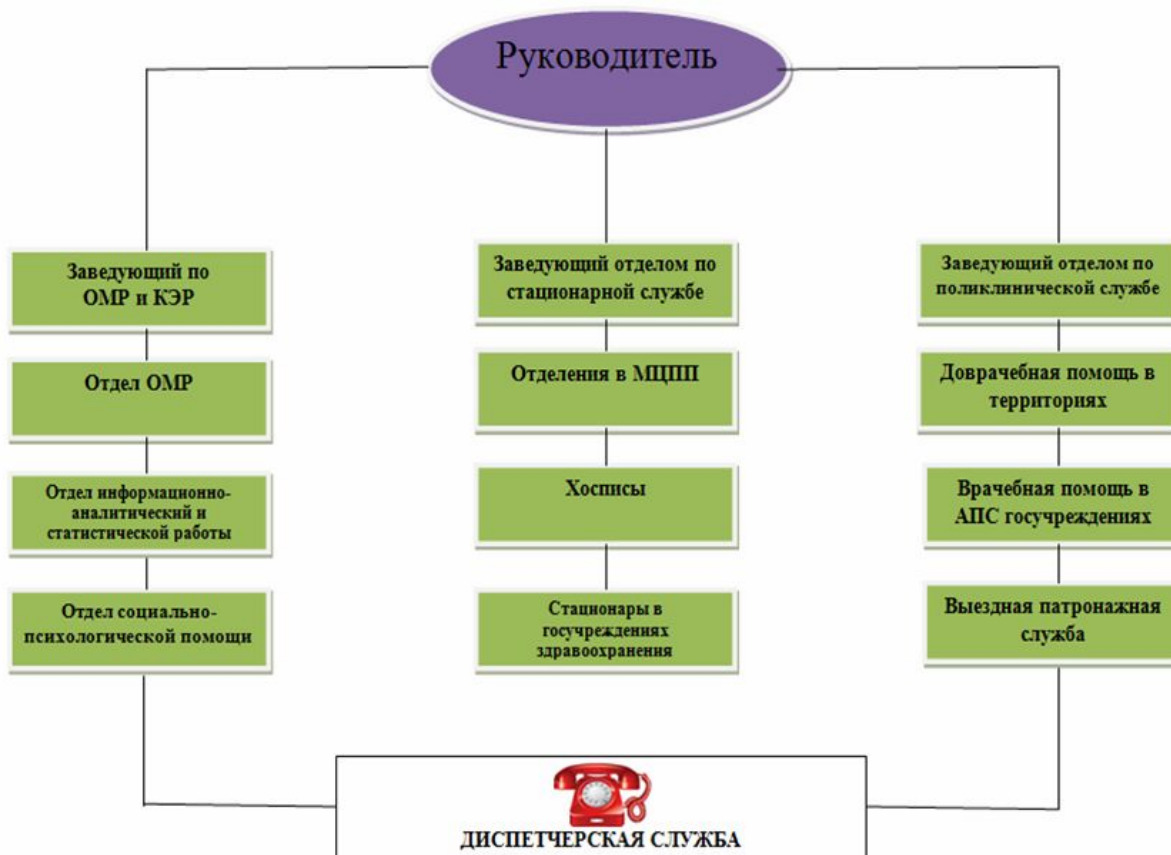 Руководитель
Заведующий по
ОМР и КЭР
Отдел ОМР
Отдел информационно-
аналитический и
статистической работы
Отдел социально-
психологической помощи
Заведующий отделом по
стационарной службе
Отделения в МЦПП
Хосписы
Стационары в
госучреждениях
здравоохранения
Заведующий отделом по
поликлинической службе
Доврачебная помощь в
территориях
Врачебная помощь в
АПС госучреждениях
Выездная патронажная
служба
ДИСПЕТЧЕРСКАЯ СЛУЖБА